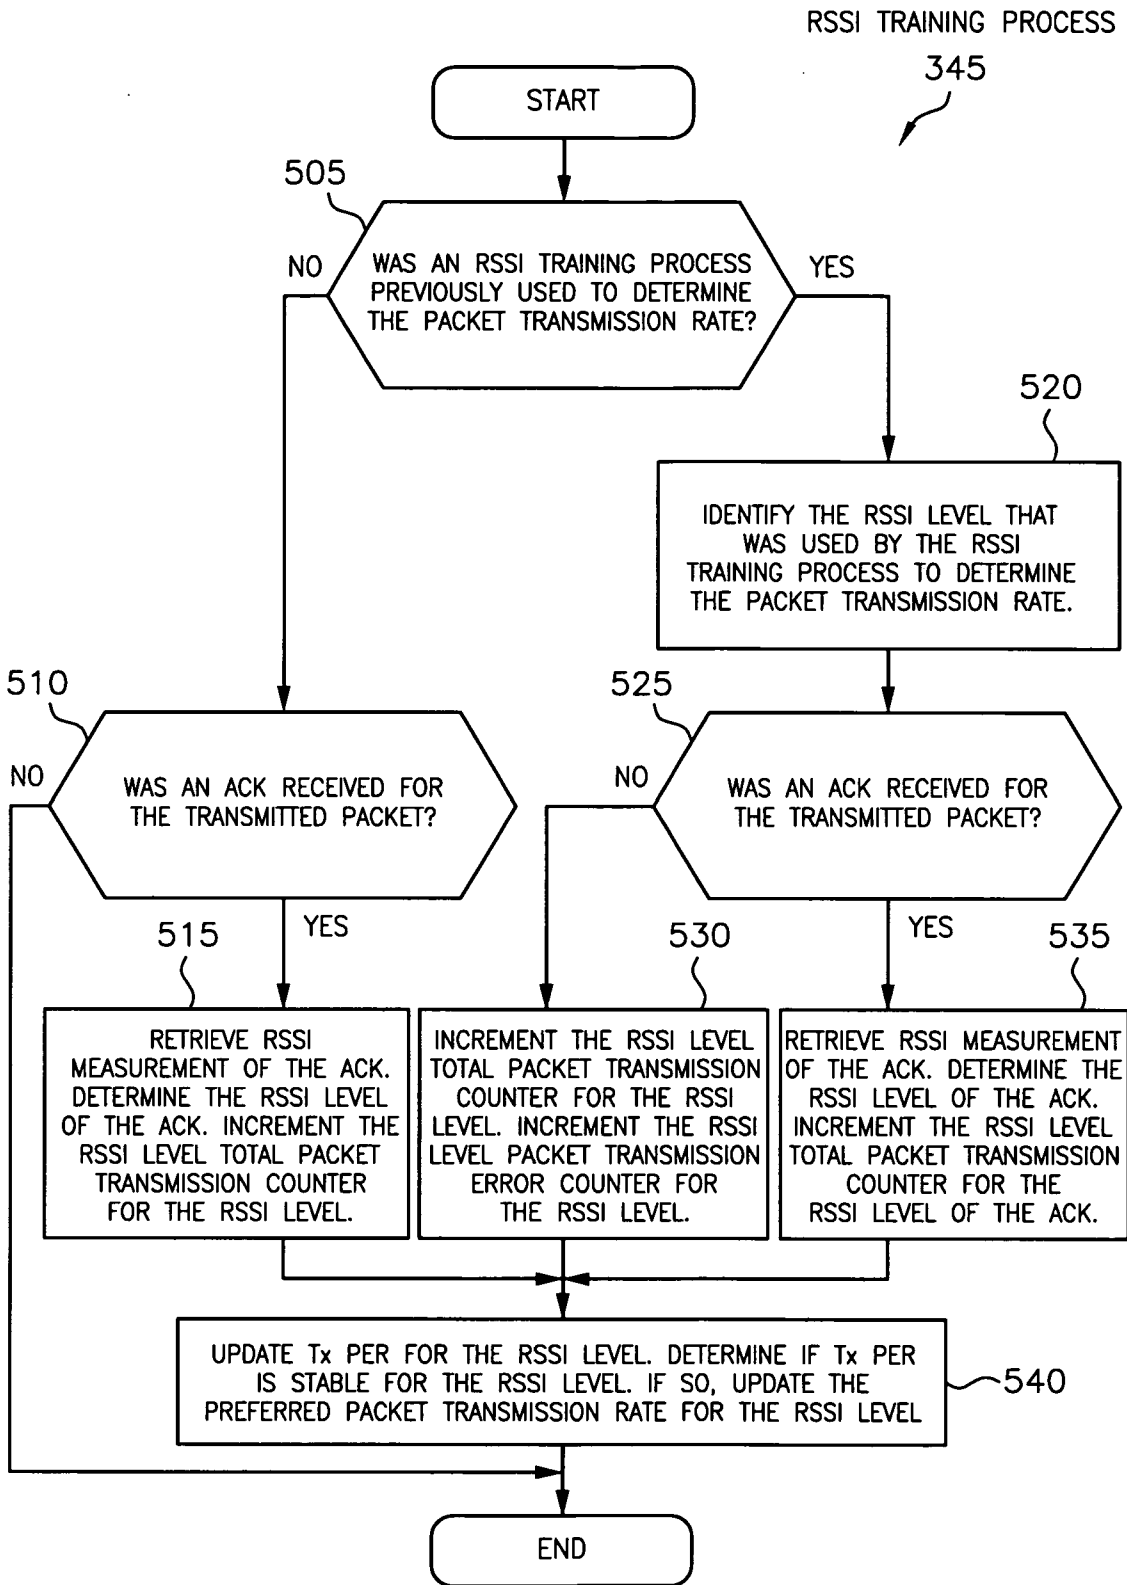 RSSI TRAINING PROCESS
345
START
505
NO
WAS AN RSSI TRAINING PROCESS
PREVIOUSLY USED TO DETERMINE
THE PACKET TRANSMISSION RATE?
YES
520
IDENTIFY THE RSSI LEVEL THAT
WAS USED BY THE RSSI
TRAINING PROCESS TO DETERMINE
THE PACKET TRANSMISSION RATE.
510
NO
WAS AN ACK RECEIVED FOR
THE TRANSMITTED PACKET?
YES
525
NO
WAS AN ACK RECEIVED FOR
THE TRANSMITTED PACKET?
YES
515
RETRIEVE RSSI
MEASUREMENT OF THE ACK.
DETERMINE THE RSSI LEVEL
OF THE ACK. INCREMENT THE
RSSI LEVEL TOTAL PACKET
TRANSMISSION COUNTER
FOR THE RSSI LEVEL.
530
INCREMENT THE RSSI LEVEL
TOTAL PACKET TRANSMISSION
COUNTER FOR THE RSSI
LEVEL. INCREMENT THE RSSI
LEVEL PACKET TRANSMISSION
ERROR COUNTER FOR
THE RSSI LEVEL.
535
RETRIEVE RSSI MEASUREMENT
OF THE ACK. DETERMINE THE
RSSI LEVEL OF THE ACK.
INCREMENT THE RSSI LEVEL
TOTAL PACKET TRANSMISSION
COUNTER FOR THE
RSSI LEVEL OF THE ACK.
UPDATE Tx PER FOR THE RSSI LEVEL. DETERMINE IF Tx PER
IS STABLE FOR THE RSSI LEVEL. IF SO, UPDATE THE
PREFERRED PACKET TRANSMISSION RATE FOR THE RSSI LEVEL
540
END